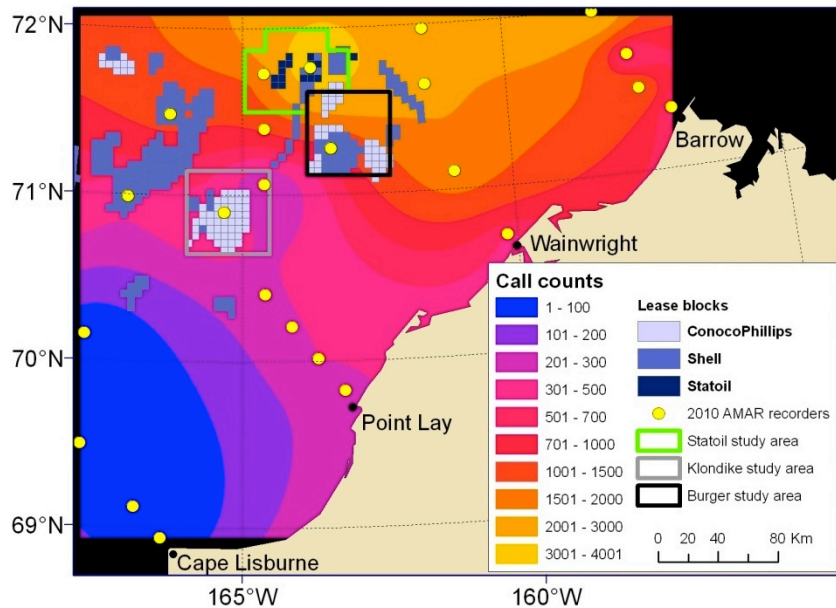 72°N
71°N
70°N
69°N
165°W
160°W
Barrow
Wainwright
Point Lay
Cape Lisburne
Call counts
1 - 100
101 - 200
201 - 300
301 - 500
501 - 700
701 - 1000
1001 - 1500
1501 - 2000
2001 - 3000
3001 - 4001
Lease blocks
ConocoPhillips
Shell
Statoil
2010 AMAR recorders
Statoil study area
Klondike study area
Burger study area
0 20 40 80 Km